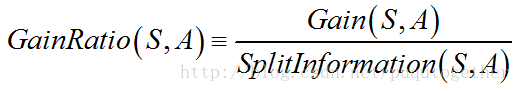 GainRatio(S,A) ≡ Gain(S,A) / SplitInformation(S,A)